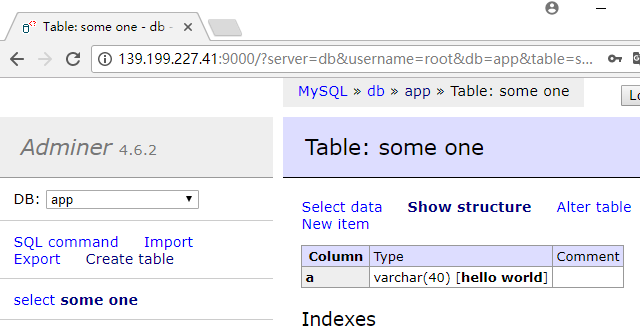 Table: some one - db -
139.199.227.41:9000/?server=db&username=root&db=app&table=s...
MySQL » db » app » Table: some one
Lo
Adminer 4.6.2
Table: some one
DB: app
Select data Show structure Alter table
New item
SQL command Import
Export Create table
Column Type Comment
a varchar(40) [hello world]
select some one
Indexes